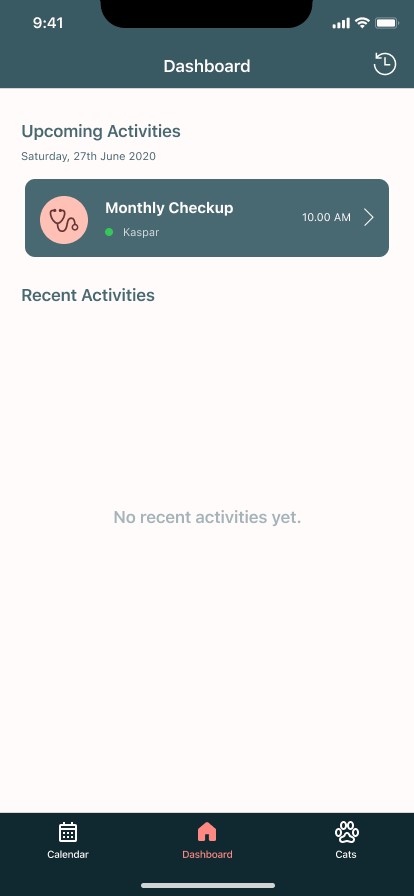 9:41
Dashboard
Upcoming Activities
Saturday, 27th June 2020
Monthly Checkup
10.00 AM
Kaspar
Recent Activities
No recent activities yet.
Calendar
Dashboard
Cats